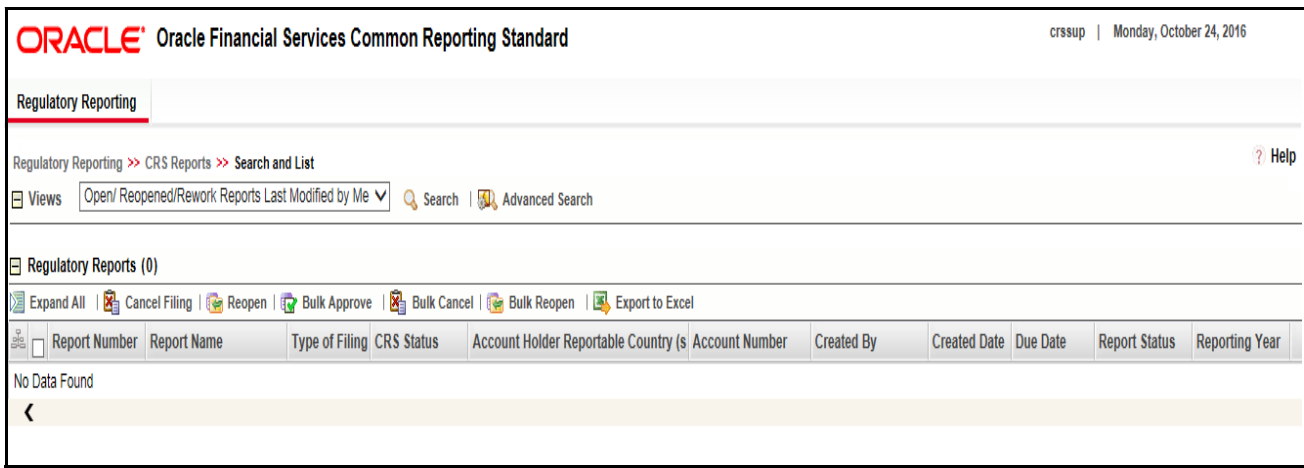 ORACLE Oracle Financial Services Common Reporting Standard crssup | Monday, October 24, 2016
Regulatory Reporting
Regulatory Reporting >> CRS Reports >> Search and List ? Help
Views Open/ Reopened/Rework Reports Last Modified by Me Search | Advanced Search
Regulatory Reports (0)
Expand All | Cancel Filing | Reopen | Bulk Approve | Bulk Cancel | Bulk Reopen | Export to Excel
Report Number Report Name Type of Filing CRS Status Account Holder Reportable Country (s Account Number Created By Created Date Due Date Report Status Reporting Year
No Data Found